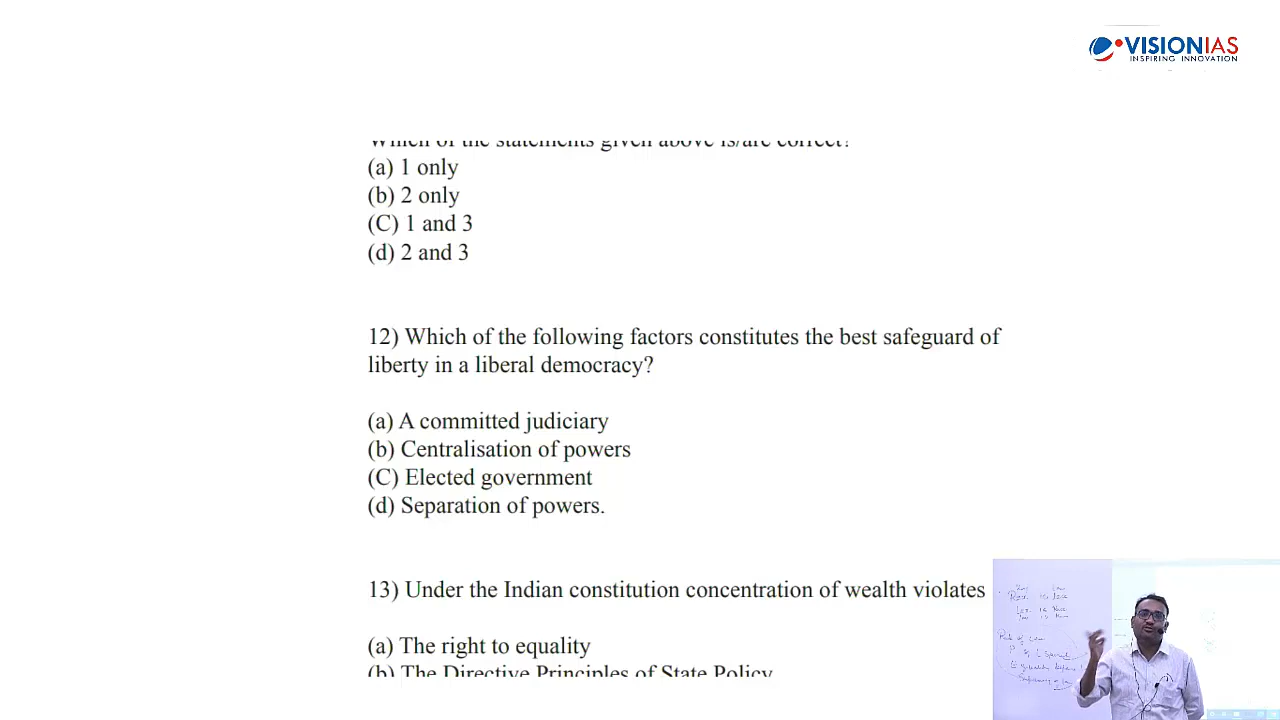 VISIONIAS
INSPIRING INNOVATION
Which of the statements given above is/are correct?
(a) 1 only
(b) 2 only
(C) 1 and 3
(d) 2 and 3
12) Which of the following factors constitutes the best safeguard of
liberty in a liberal democracy?
(a) A committed judiciary
(b) Centralisation of powers
(C) Elected government
(d) Separation of powers.
13) Under the Indian constitution concentration of wealth violates
(a) The right to equality
(b) The Directive Principles of State Policy
Rule of Law